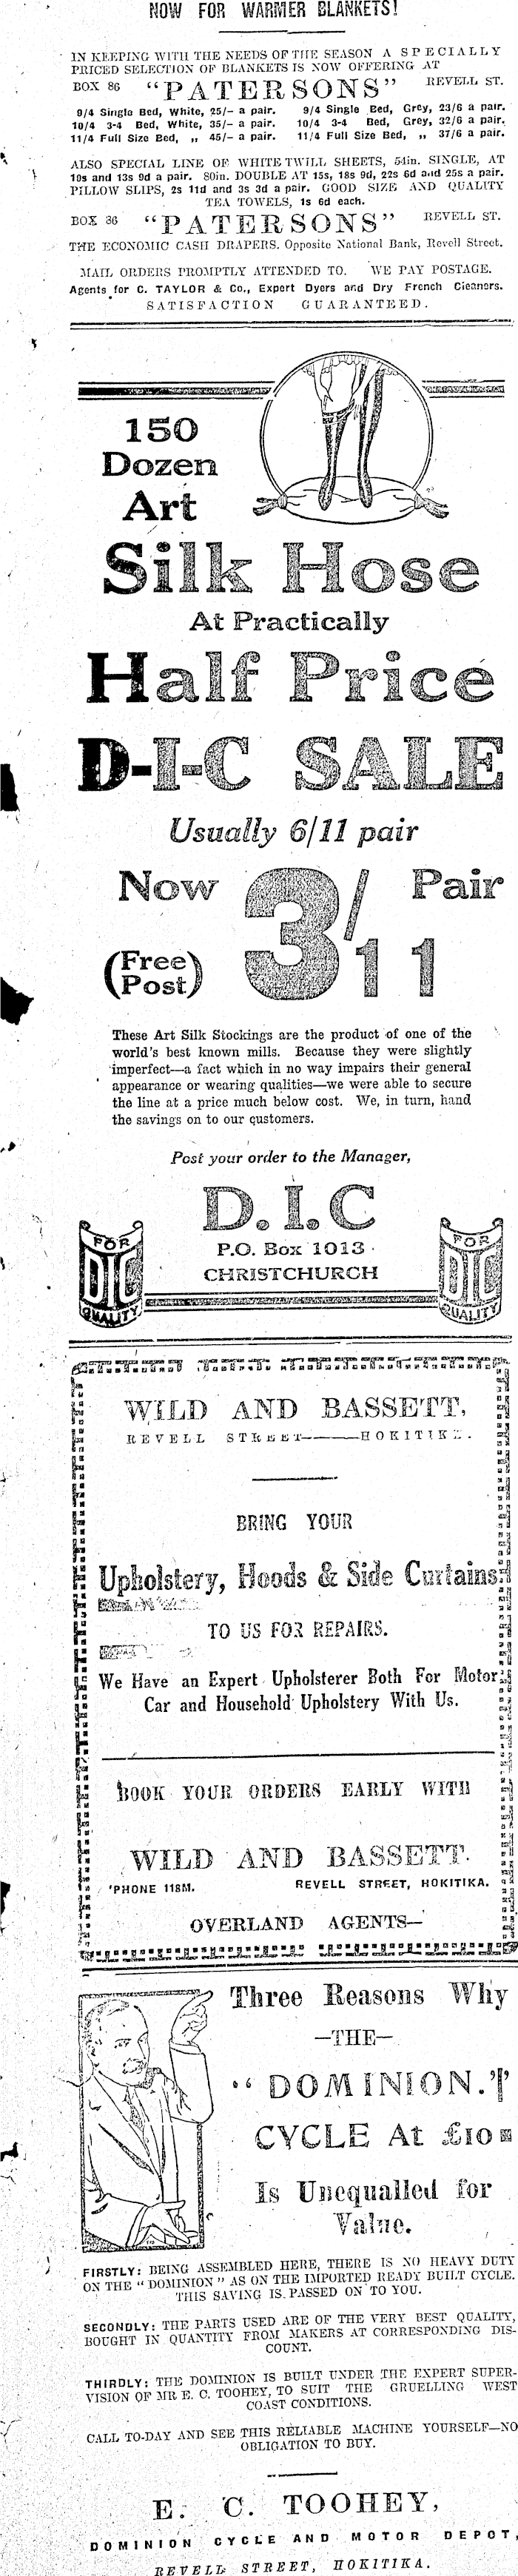 NOW FOR WARMER BLANKETS!
IN KEEPING WITH THE NEEDS OF THE SEASON A SPECIALLY
PRICED SELECTION OF BLANKETS IS NOW OFFERING AT
BOX 86 "PATERSONS" REVELL ST.
9/4 Single Bed, White, 25/- a pair. 9/4 Single Bed, Grey, 23/6 a pair.
10/4 3-4 Bed, White, 35/- a pair. 10/4 3-4 Bed, Grey, 32/6 a pair.
11/4 Full Size Bed, ,, 45/- a pair. 11/4 Full Size Bed, ,, 37/6 a pair.
ALSO SPECIAL LINE OF WHITE TWILL SHEETS, 54in. SINGLE, AT
10s and 13s 9d a pair. 80in. DOUBLE AT 15s, 18s 9d, 22s 6d and 25s a pair.
PILLOW SLIPS, 2s 11d and 3s 3d a pair. GOOD SIZE AND QUALITY
TEA TOWELS, 1s 6d each.
BOX 86 "PATERSONS" REVELL ST.
THE ECONOMIC CASH DRAPERS. Opposite National Bank, Revell Street.
MAIL ORDERS PROMPTLY ATTENDED TO. WE PAY POSTAGE.
Agents for C. TAYLOR & Co., Expert Dyers and Dry French Cleaners.
SATISFACTION GUARANTEED.
150
Dozen
Art
Silk Hose
At Practically
Half Price
D-I-C SALE
Usually 6/11 pair
Now 3/11 Pair
(Free Post)
These Art Silk Stockings are the product of one of the
world's best known mills. Because they were slightly
imperfect—a fact which in no way impairs their general
appearance or wearing qualities—we were able to secure
the line at a price much below cost. We, in turn, hand
the savings on to our customers.
Post your order to the Manager,
D.I.C
P.O. Box 1013
CHRISTCHURCH
FOR DIC QUALITY
FOR DIC QUALITY
WILD AND BASSETT,
REVELL STREET——HOKITIKA.
BRING YOUR
Upholstery, Hoods & Side Curtains
TO US FOR REPAIRS.
We Have an Expert Upholsterer Both For Motor
Car and Household Upholstery With Us.
BOOK YOUR ORDERS EARLY WITH
WILD AND BASSETT.
'PHONE 118M. REVELL STREET, HOKITIKA.
OVERLAND AGENTS—
Three Reasons Why
—THE—
"DOMINION."
CYCLE At £10
Is Unequalled for
Value.
FIRSTLY: BEING ASSEMBLED HERE, THERE IS NO HEAVY DUTY
ON THE "DOMINION" AS ON THE IMPORTED READY BUILT CYCLE.
THIS SAVING IS PASSED ON TO YOU.
SECONDLY: THE PARTS USED ARE OF THE VERY BEST QUALITY,
BOUGHT IN QUANTITY FROM MAKERS AT CORRESPONDING DIS-
COUNT.
THIRDLY: THE DOMINION IS BUILT UNDER THE EXPERT SUPER-
VISION OF MR E. C. TOOHEY, TO SUIT THE GRUELLING WEST
COAST CONDITIONS.
CALL TO-DAY AND SEE THIS RELIABLE MACHINE YOURSELF—NO
OBLIGATION TO BUY.
E. C. TOOHEY,
DOMINION CYCLE AND MOTOR DEPOT,
REVELL STREET, HOKITIKA.